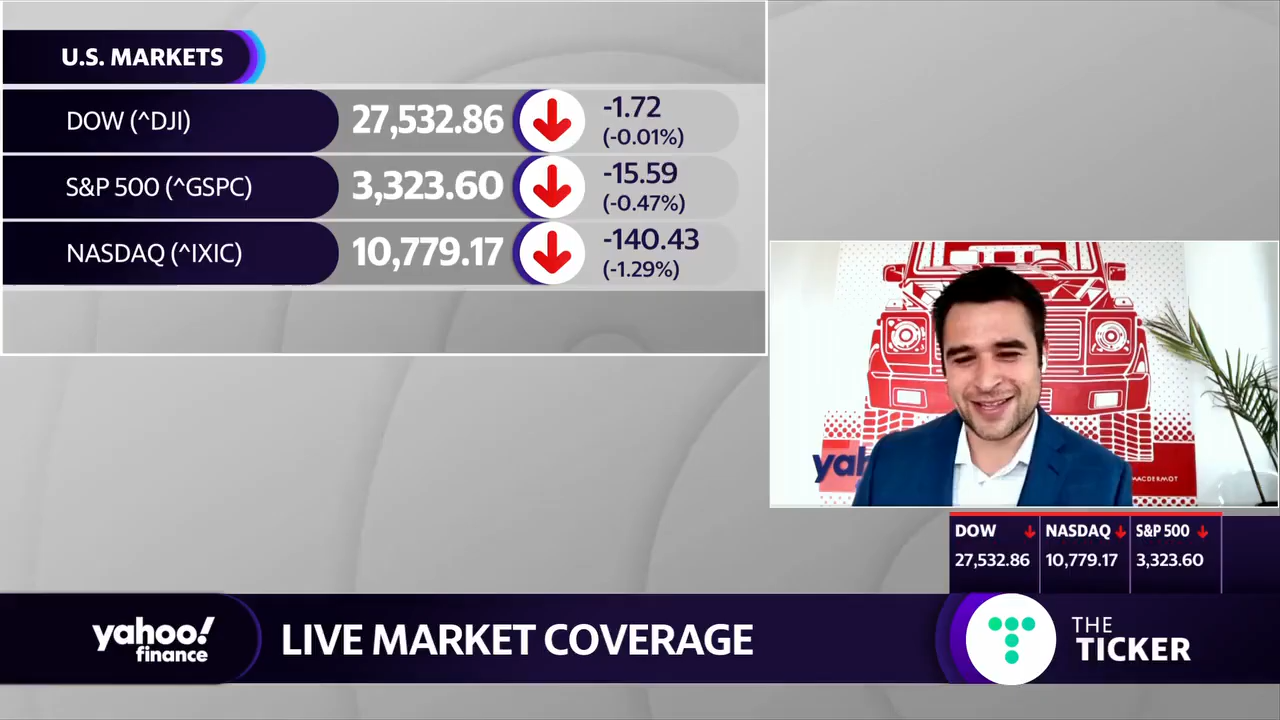 U.S. MARKETS
DOW (^DJI) 27,532.86 -1.72 (-0.01%)
S&P 500 (^GSPC) 3,323.60 -15.59 (-0.47%)
NASDAQ (^IXIC) 10,779.17 -140.43 (-1.29%)
yah
MACDERMOT
DOW NASDAQ S&P 500
27,532.86 10,779.17 3,323.60
yahoo!
finance
LIVE MARKET COVERAGE
THE
TICKER